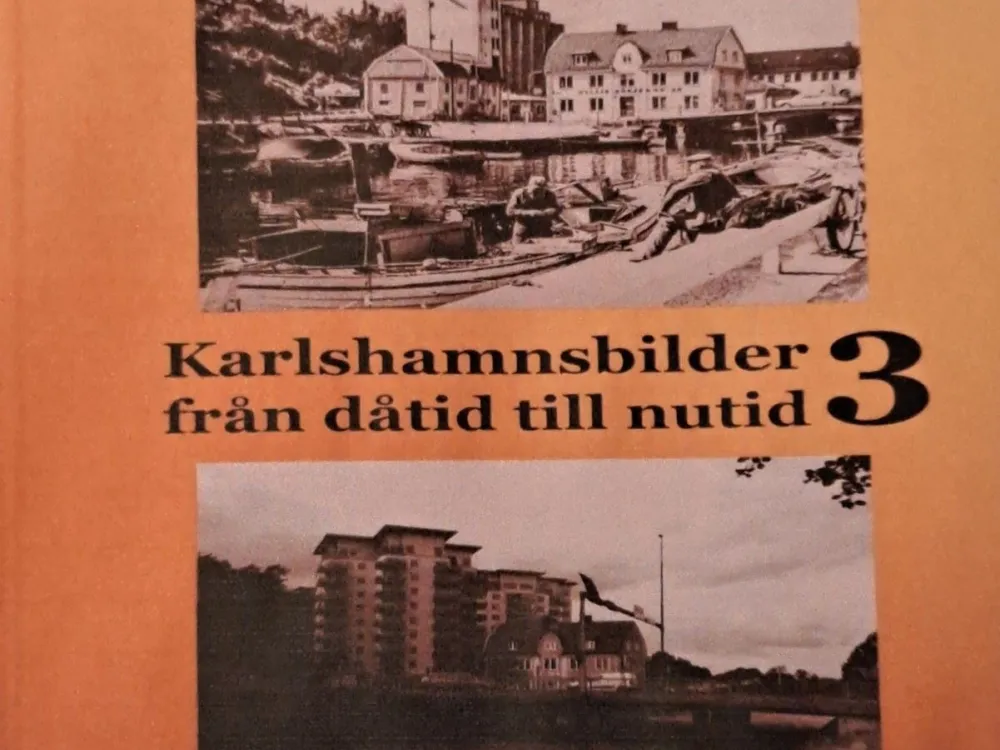 Karlshamnsbilder 3
från dåtid till nutid